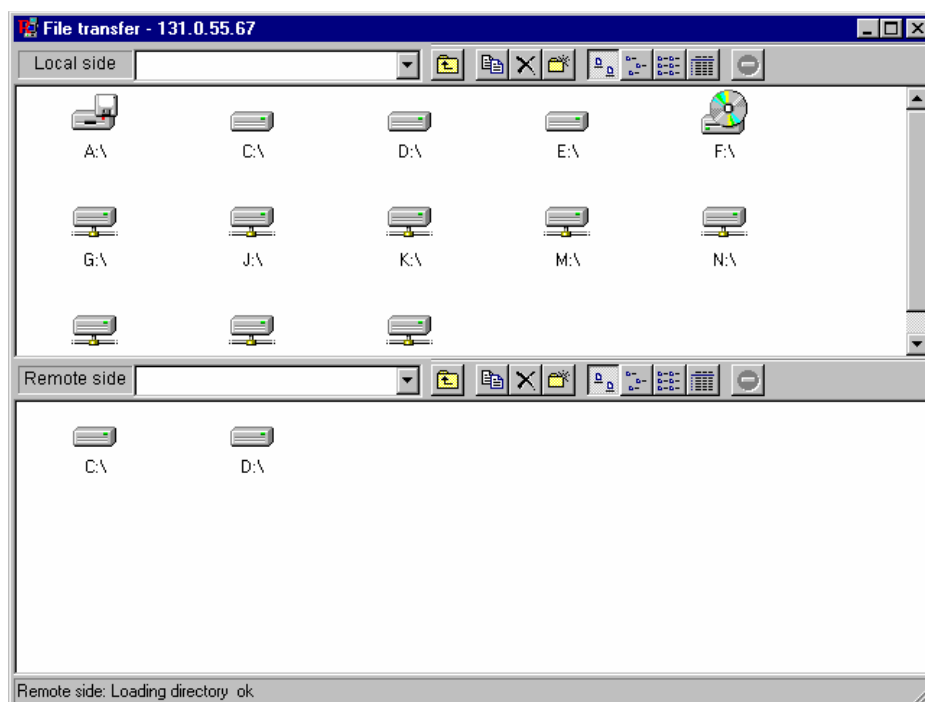 File transfer - 131.0.55.67
Local side
A:\ C:\ D:\ E:\ F:\
G:\ J:\ K:\ M:\ N:\
Remote side
C:\ D:\
Remote side: Loading directory ok